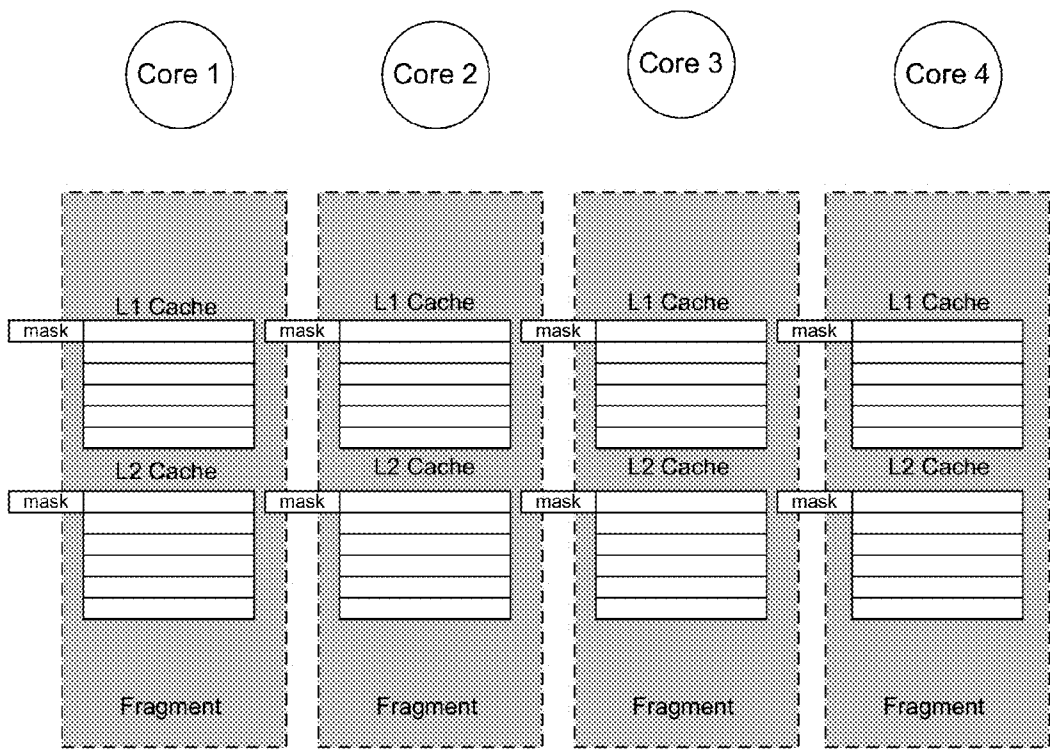 Core 1
Core 2
Core 3
Core 4
L1 Cache
L1 Cache
L1 Cache
L1 Cache
mask
mask
mask
mask
L2 Cache
L2 Cache
L2 Cache
L2 Cache
mask
mask
mask
mask
Fragment
Fragment
Fragment
Fragment